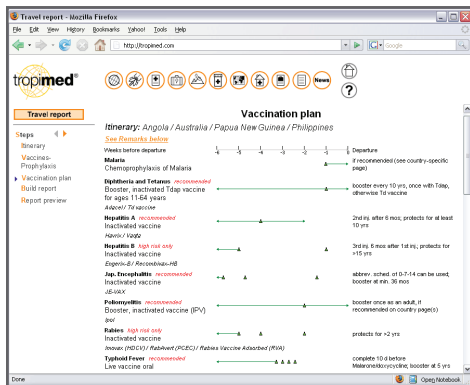 Travel report - Mozilla Firefox
File Edit View History Bookmarks Yahoo! Tools Help
http://tropimed.com
Google
tropimed
News
?
Travel report
Steps
Itinerary
Vaccines-
Prophylaxis
Vaccination plan
Build report
Report preview
Vaccination plan
Itinerary: Angola / Australia / Papua New Guinea / Philippines
See Remarks below
Weeks before departure -6 -5 -4 -3 -2 -1 0 Departure
Malaria
Chemoprophylaxis of Malaria
if recommended (see country-specific
page)
Diphtheria and Tetanus recommended
Booster, inactivated Tdap vaccine
for ages 11-64 years
Adacel / Td vaccine
booster every 10 yrs, once with Tdap,
otherwise Td vaccine
Hepatitis A recommended
Inactivated vaccine
Havrix / Vaqta
2nd inj. after 6 mos; protects for at least
10 yrs
Hepatitis B high risk only
Inactivated vaccine
Engerix-B / Recombivax-HB
3rd inj. 6 mos after 1st inj.; protects for
>15 yrs
Jap. Encephalitis recommended
Inactivated vaccine
JE-VAX
abbrev. sched. of 0-7-14 can be used;
booster at min. 36 mos
Poliomyelitis recommended
Booster, inactivated vaccine (IPV)
Ipol
booster once as an adult, if
recommended on country page(s)
Rabies high risk only
Inactivated vaccine
Imovax (HDCV) / RabAvert (PCEC) / Rabies Vaccine Adsorbed (RVA)
protects for >2 yrs
Typhoid Fever recommended
Live vaccine oral
complete 10 d before
Malarone/doxycycline; booster at 5 yrs
Done
Open Notebook